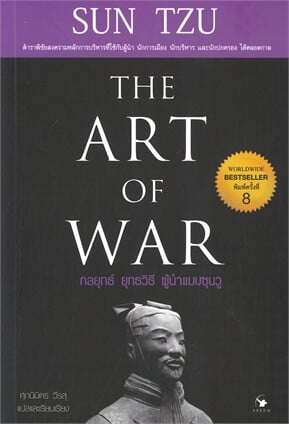 SUN TZU
ตำราพิชัยสงครามหลักการบริหารที่ใช้กับผู้นำ นักการเมือง นักบริหาร และนักปกครอง ได้ตลอดกาล
THE
ART
OF
WAR
WORLDWIDE
BESTSELLER
พิมพ์ครั้งที่
8
กลยุทธ์ ยุทธวิธี ผู้นำแบบซุนวู
ศุภนิมิตร วีรสุ
แปลและเรียบเรียง
ARROW